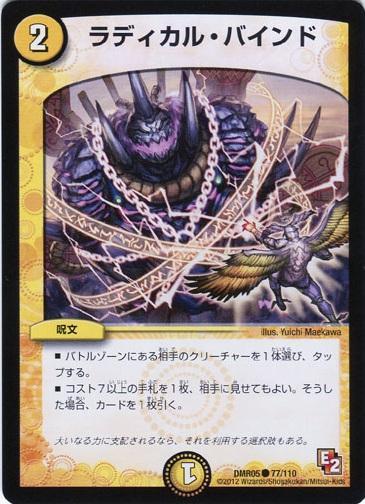 2
ラディカル・バインド
illus. Yuichi Maekawa
呪文
■ バトルゾーンにある相手のクリーチャーを1体選び、タッ
プする。
■ コスト7以上の手札を1枚、相手に見せてもよい。そうし
た場合、カードを1枚引く。
大いなる力に支配されるなら、それを利用する選択肢もある。
1
DMR05 ● 77/110
©2012 Wizards/Shogakukan/Mitsui-Kids
E2